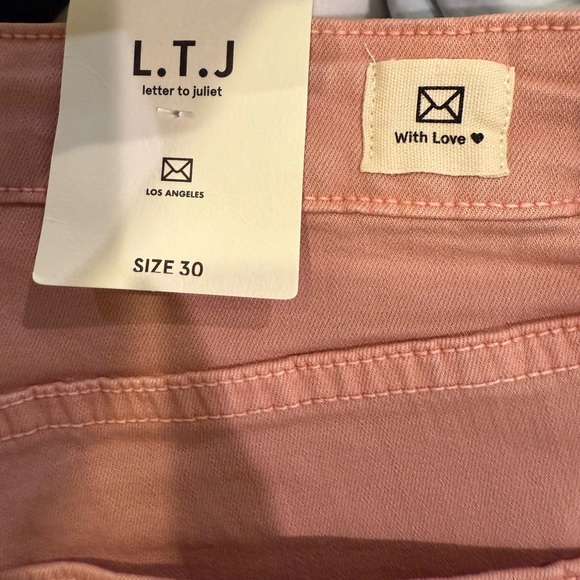 L.T.J
letter to juliet
LOS ANGELES
SIZE 30
With Love ♥